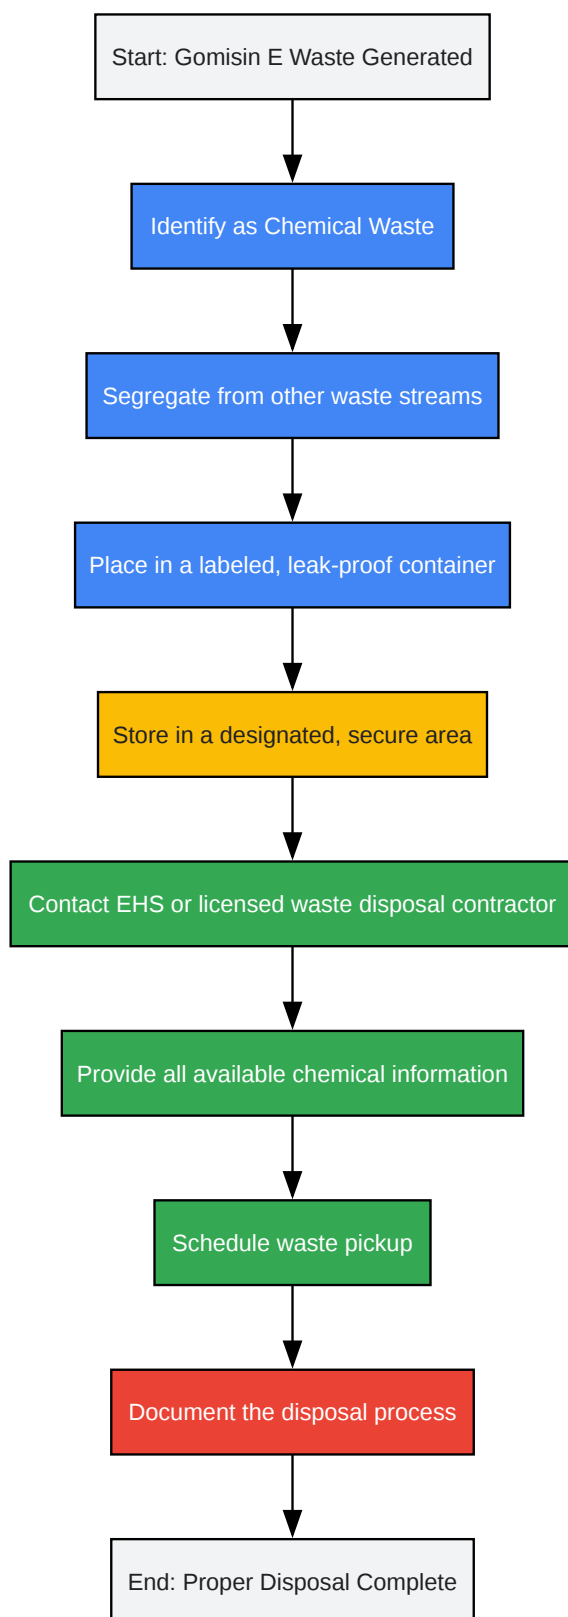 Start: Gomisin E Waste Generated
Identify as Chemical Waste
Segregate from other waste streams
Place in a labeled, leak-proof container
Store in a designated, secure area
Contact EHS or licensed waste disposal contractor
Provide all available chemical information
Schedule waste pickup
Document the disposal process
End: Proper Disposal Complete